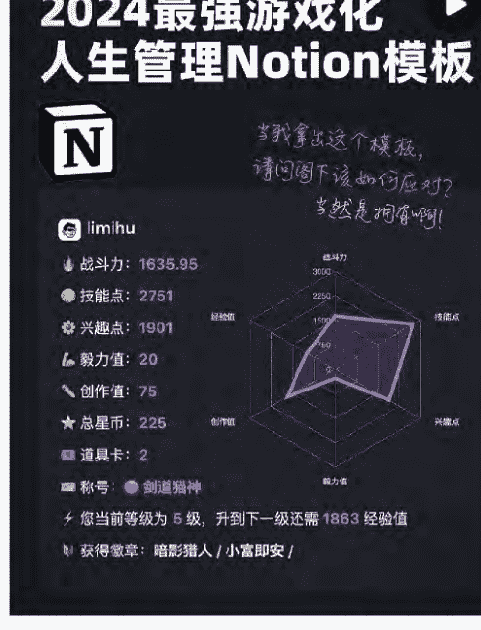 2024最强游戏化
人生管理Notion模板
N
当我拿出这个模板,
请问阁下该如何应对?
当然是拥有啊!
limihu
战斗力: 1635.95
技能点: 2751
兴趣点: 1901
毅力值: 20
创作值: 75
总星币: 225
道具卡: 2
称号: 剑道猫神
战斗力
3000
2250
1500
750
0
经验值
技能点
创作值
兴趣点
毅力值
您当前等级为 5 级, 升到下一级还需 1863 经验值
获得徽章: 暗影猎人 / 小富即安 /